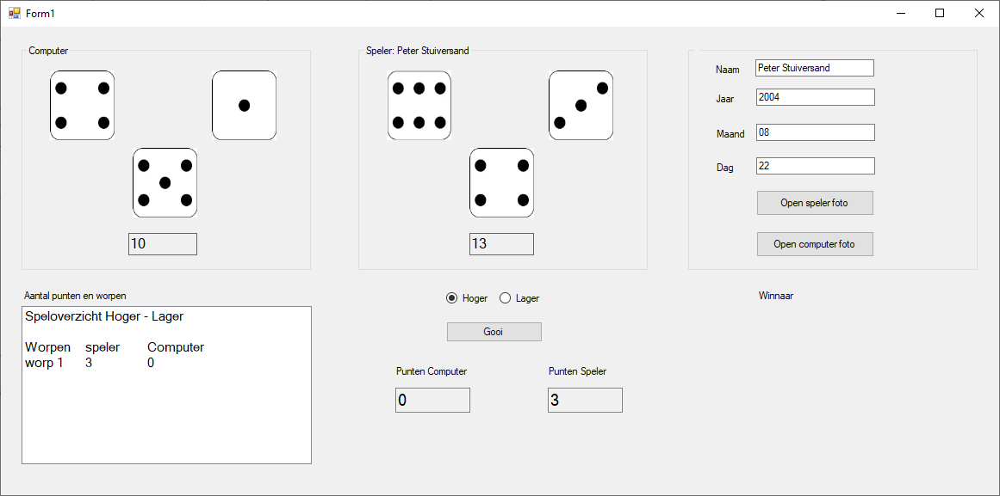 Form1
Computer
10
Speler: Peter Stuiversand
13
Naam Peter Stuiversand
Jaar 2004
Maand 08
Dag 22
Open speler foto
Open computer foto
Aantal punten en worpen
Speloverzicht Hoger - Lager
Worpen speler Computer
worp 1 3 0
Hoger Lager
Gooi
Punten Computer Punten Speler
0 3
Winnaar